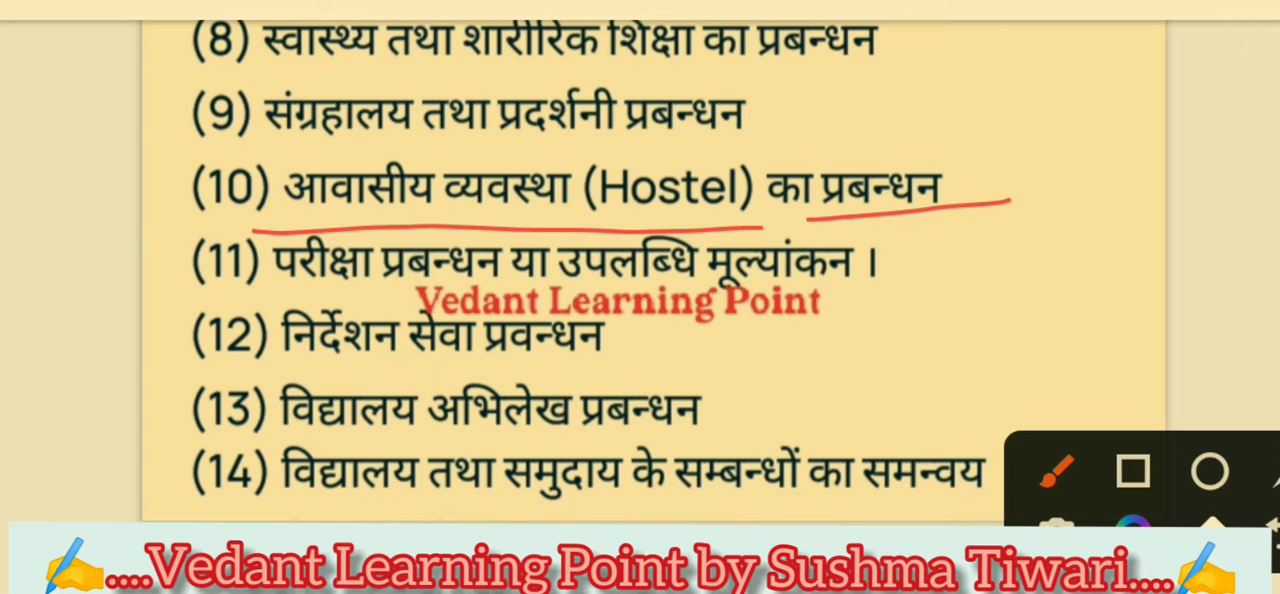 (8) स्वास्थ्य तथा शारीरिक शिक्षा का प्रबन्धन
(9) संग्रहालय तथा प्रदर्शनी प्रबन्धन
(10) आवासीय व्यवस्था (Hostel) का प्रबन्धन
(11) परीक्षा प्रबन्धन या उपलब्धि मूल्यांकन ।
Vedant Learning Point
(12) निर्देशन सेवा प्रवन्धन
(13) विद्यालय अभिलेख प्रबन्धन
(14) विद्यालय तथा समुदाय के सम्बन्धों का समन्वय
....Vedant Learning Point by Sushma Tiwari....